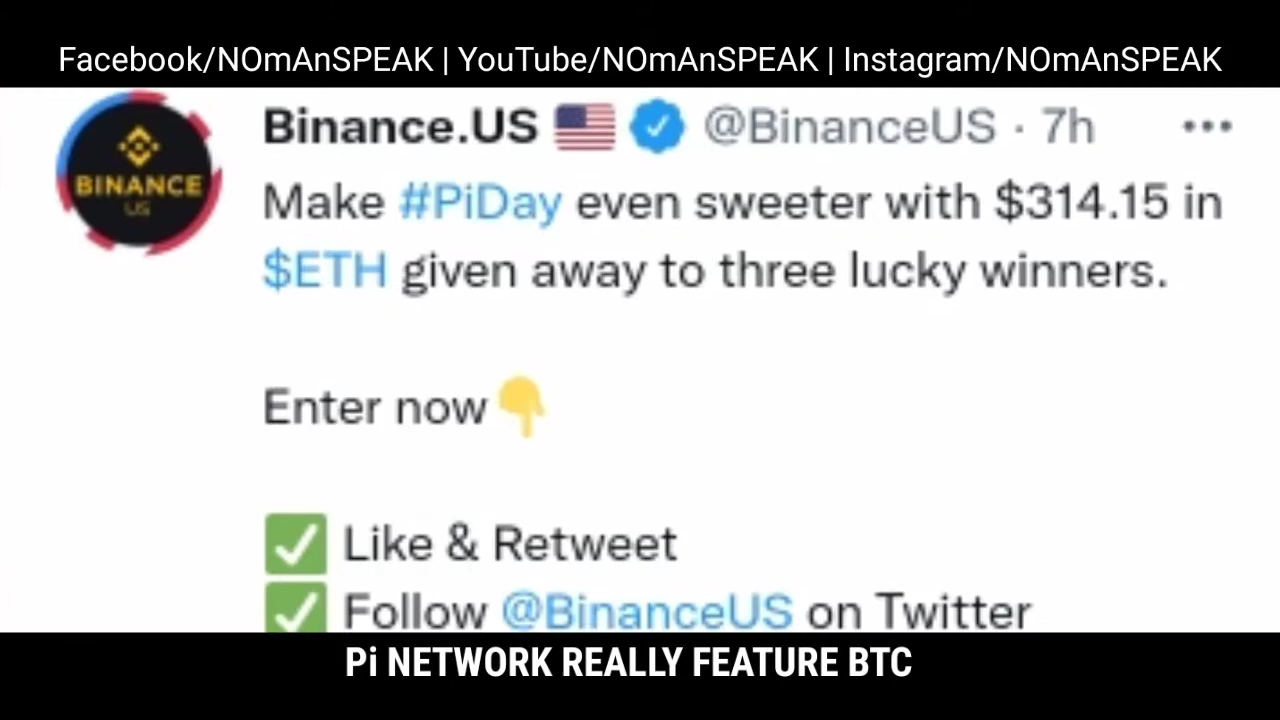 Facebook/NOmAnSPEAK | YouTube/NOmAnSPEAK | Instagram/NOmAnSPEAK
Binance.US 🇺🇸 @BinanceUS · 7h ...
BINANCE
US
Make #PiDay even sweeter with $314.15 in
$ETH given away to three lucky winners.
Enter now👇
✅ Like & Retweet
✅ Follow @BinanceUS on Twitter
Pi NETWORK REALLY FEATURE BTC